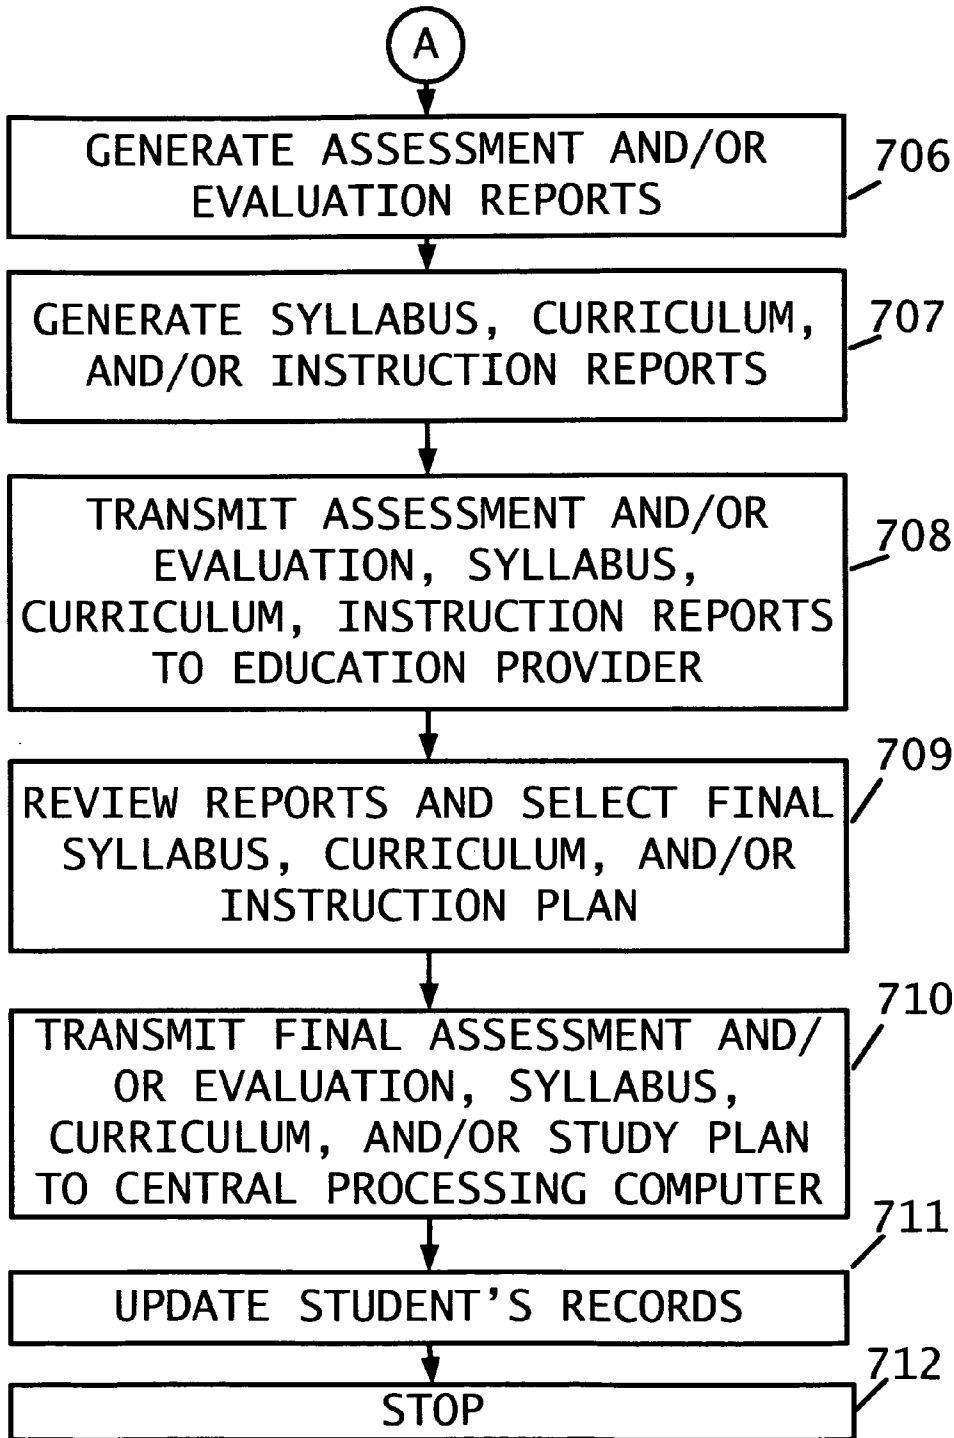 A
GENERATE ASSESSMENT AND/OR
EVALUATION REPORTS
706
GENERATE SYLLABUS, CURRICULUM,
AND/OR INSTRUCTION REPORTS
707
TRANSMIT ASSESSMENT AND/OR
EVALUATION, SYLLABUS,
CURRICULUM, INSTRUCTION REPORTS
TO EDUCATION PROVIDER
708
REVIEW REPORTS AND SELECT FINAL
SYLLABUS, CURRICULUM, AND/OR
INSTRUCTION PLAN
709
TRANSMIT FINAL ASSESSMENT AND/
OR EVALUATION, SYLLABUS,
CURRICULUM, AND/OR STUDY PLAN
TO CENTRAL PROCESSING COMPUTER
710
UPDATE STUDENT'S RECORDS
711
STOP
712